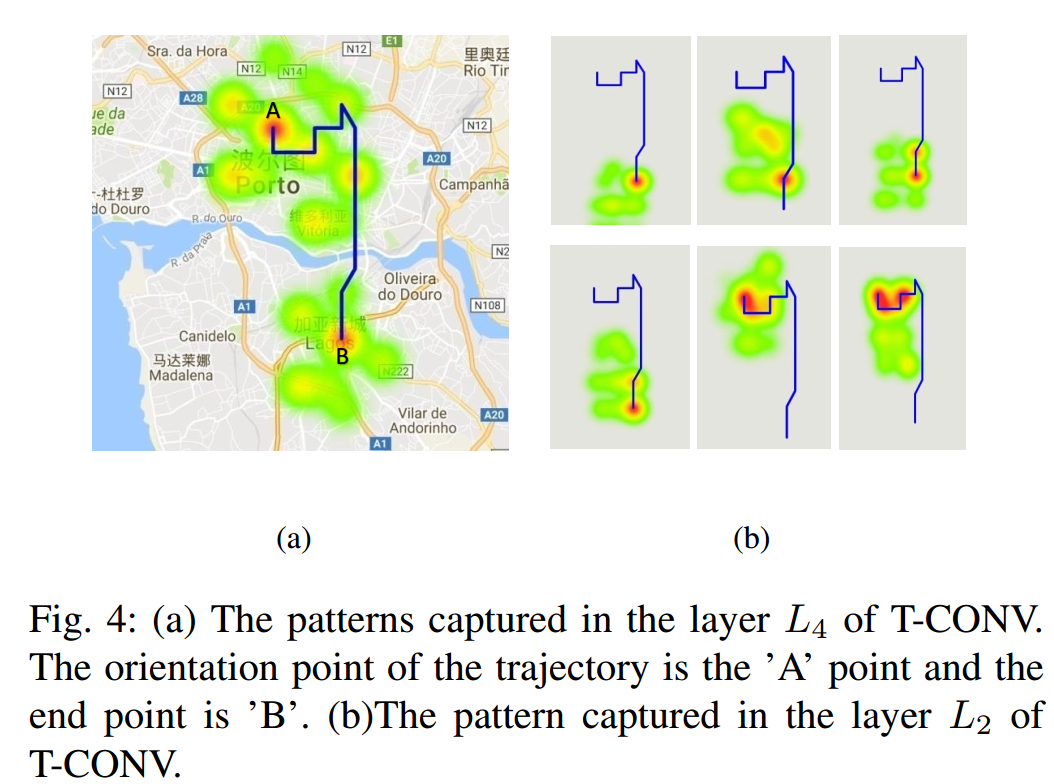 Sra. da Hora
N12
E1
里奥廷
Rio Tin
N12
N14
N12
A28
A20
A
ue da
ade
N12
波尔图
Porto
A1
A20
Campanhã
-杜杜罗
do Douro
R. do Ouro
维多利亚
Vitória
R. da Praia
N2
Oliveira
do Douro
A1
N108
加亚新城
Canidelo
B
马达莱娜
Madalena
N222
Vilar de
Andorinho
A20
A1
(a)
(b)
Fig. 4: (a) The patterns captured in the layer L4 of T-CONV.
The orientation point of the trajectory is the ’A’ point and the
end point is ’B’. (b)The pattern captured in the layer L2 of
T-CONV.